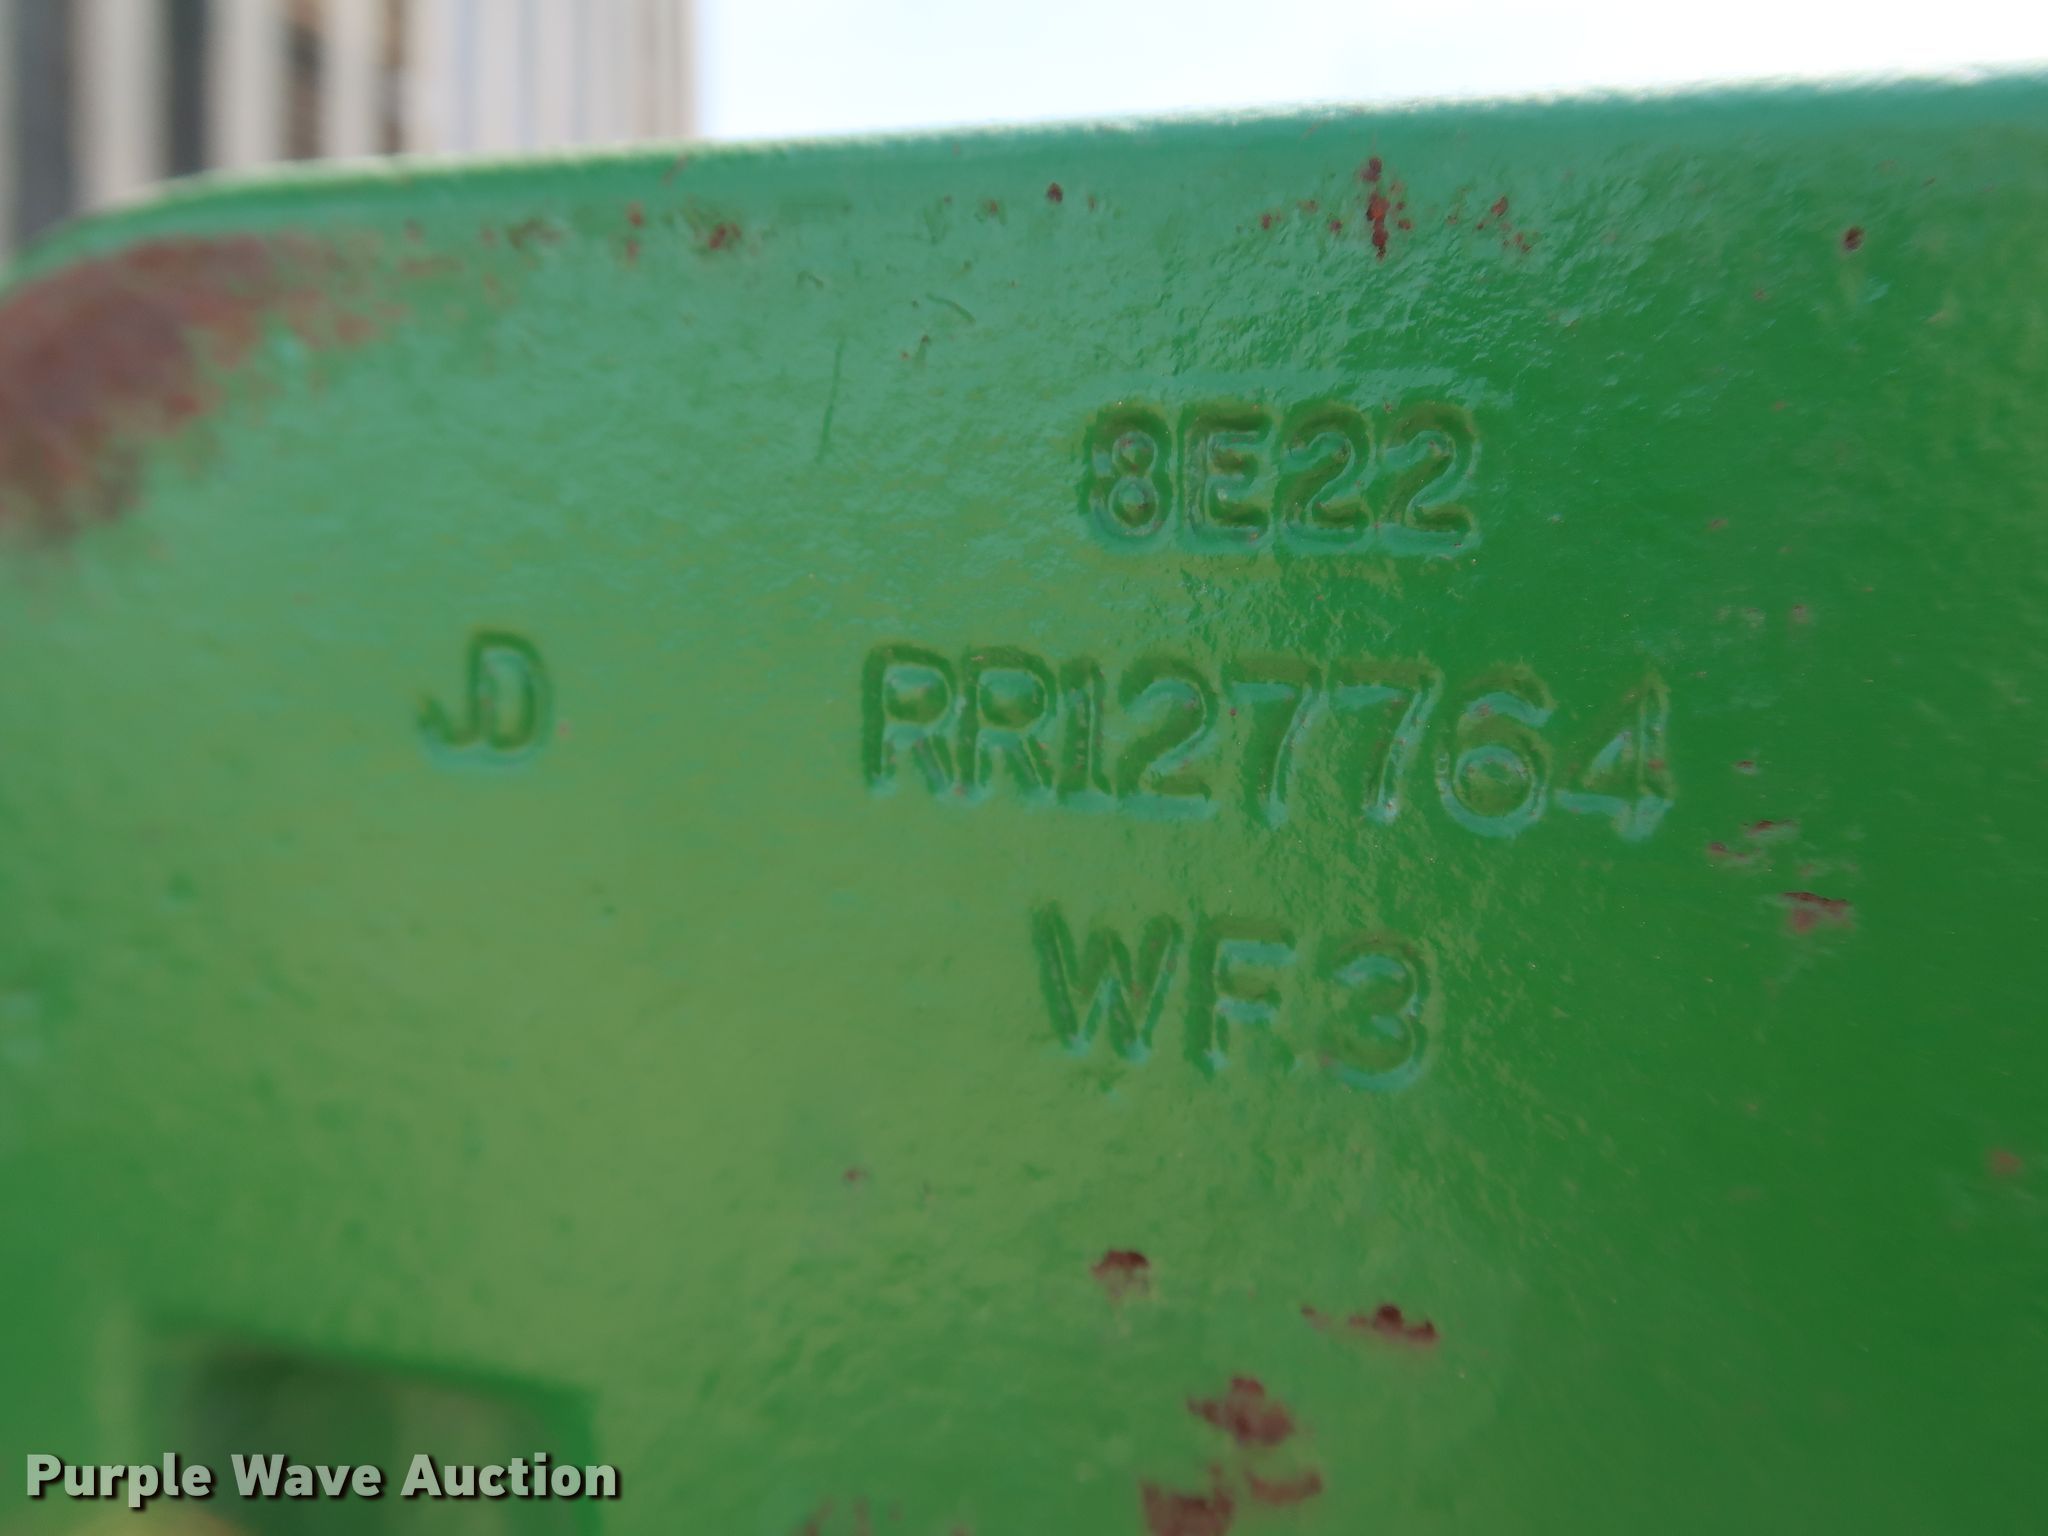 8E22
JD RR127764
WF3
Purple Wave Auction